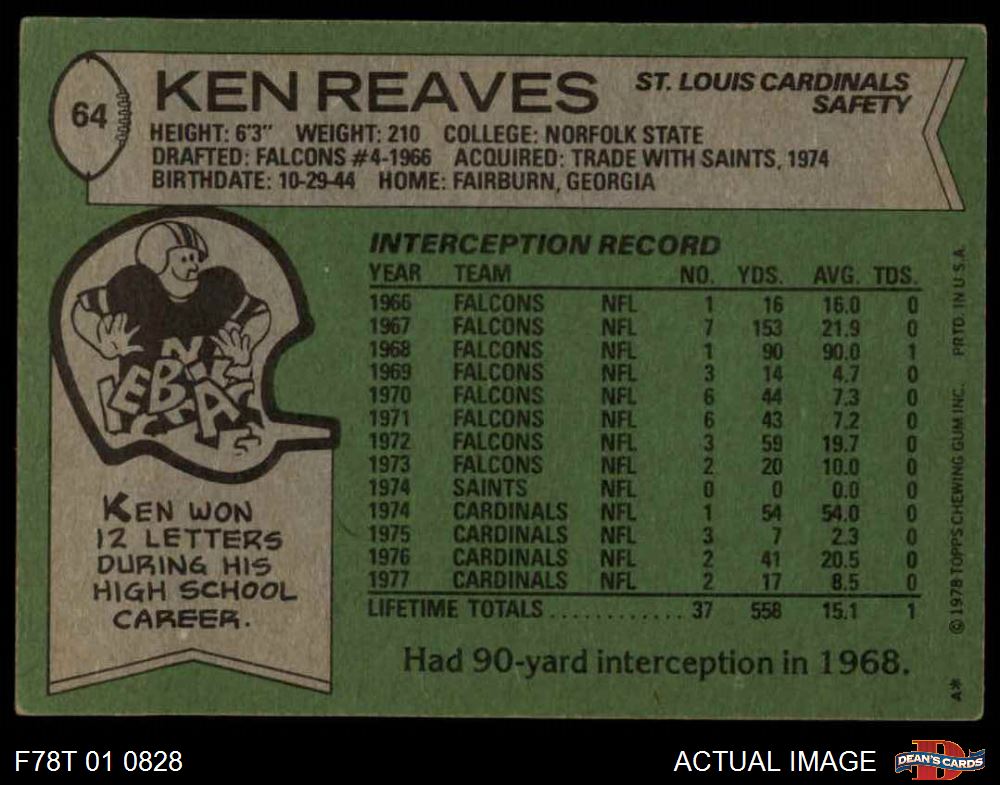 64
KEN REAVES
ST. LOUIS CARDINALS
SAFETY
HEIGHT: 6'3" WEIGHT: 210 COLLEGE: NORFOLK STATE
DRAFTED: FALCONS #4-1966 ACQUIRED: TRADE WITH SAINTS, 1974
BIRTHDATE: 10-29-44 HOME: FAIRBURN, GEORGIA
INTERCEPTION RECORD
YEAR TEAM NO. YDS. AVG. TDS.
1966 FALCONS NFL 1 16 16.0 0
1967 FALCONS NFL 7 153 21.9 0
1968 FALCONS NFL 1 90 90.0 1
1969 FALCONS NFL 3 14 4.7 0
1970 FALCONS NFL 6 44 7.3 0
1971 FALCONS NFL 6 43 7.2 0
1972 FALCONS NFL 3 59 19.7 0
1973 FALCONS NFL 2 20 10.0 0
1974 SAINTS NFL 0 0 0.0 0
1974 CARDINALS NFL 1 54 54.0 0
1975 CARDINALS NFL 3 7 2.3 0
1976 CARDINALS NFL 2 41 20.5 0
1977 CARDINALS NFL 2 17 8.5 0
LIFETIME TOTALS............ 37 558 15.1 1
Had 90-yard interception in 1968.
KEN WON
12 LETTERS
DURING HIS
HIGH SCHOOL
CAREER.
A* © 1978 TOPPS CHEWING GUM INC. PRTD. IN U.S.A.
F78T 01 0828
ACTUAL IMAGE
DEAN'S CARDS